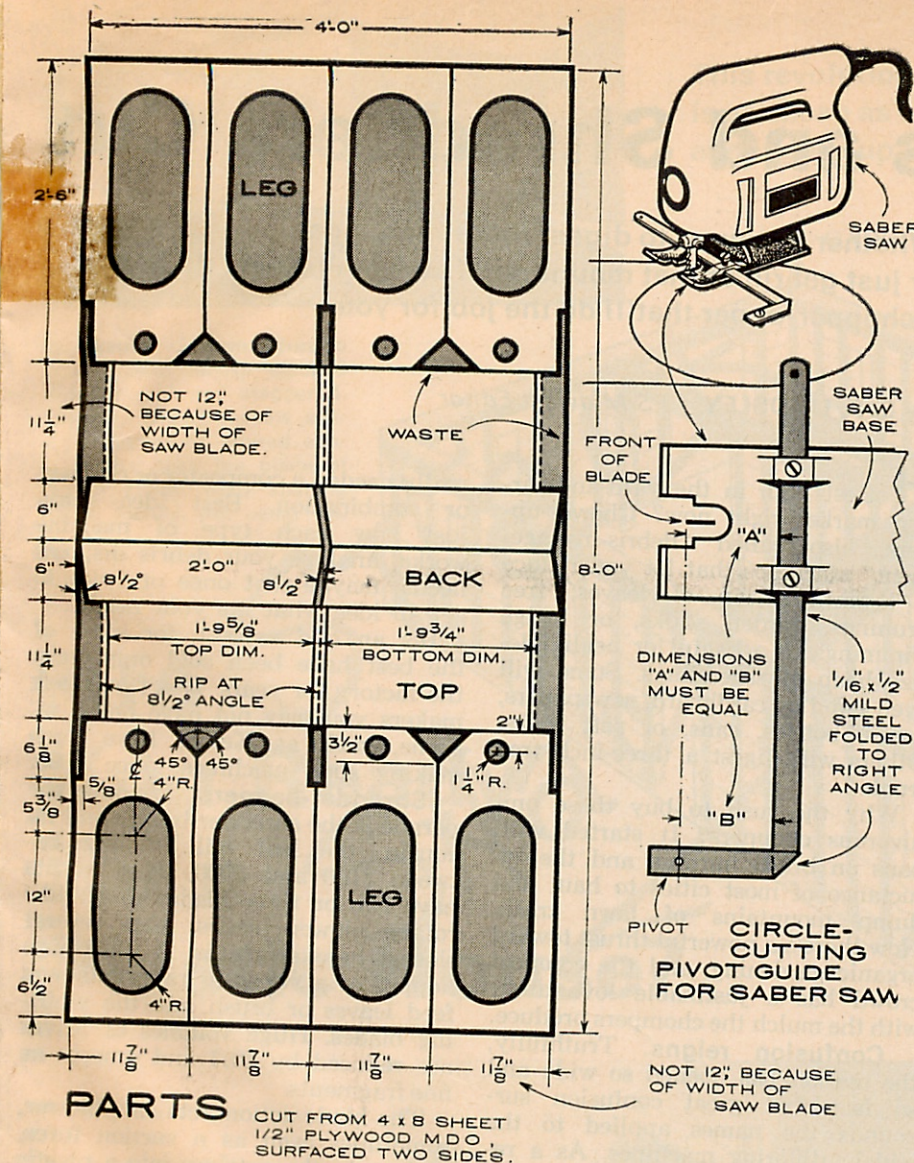 4'-0"
2'-6"
LEG
SABER
SAW
NOT 12",
BECAUSE OF
WIDTH OF
SAW BLADE.
WASTE
11 1/4"
FRONT
OF
BLADE
SABER
SAW
BASE
"A"
6"
6"
2'-0"
8 1/2°
8 1/2°
BACK
8'-0"
1'-9 5/8"
TOP DIM.
1'-9 3/4"
BOTTOM DIM.
11 1/4"
RIP AT
8 1/2° ANGLE
TOP
DIMENSIONS
"A" AND "B"
MUST BE
EQUAL
1/16 x 1/2"
MILD
STEEL
FOLDED
TO
RIGHT
ANGLE
2"
6 1/8"
45°
45°
3 1/2"
1 1/4" R.
℄
5/8"
4" R.
5 3/8"
"B"
12"
LEG
PIVOT
CIRCLE-
CUTTING
PIVOT GUIDE
FOR SABER SAW
6 1/2"
4" R.
11 7/8"
11 7/8"
11 7/8"
11 7/8"
NOT 12", BECAUSE
OF WIDTH OF
SAW BLADE
PARTS
CUT FROM 4 x 8 SHEET
1/2" PLYWOOD MDO,
SURFACED TWO SIDES.